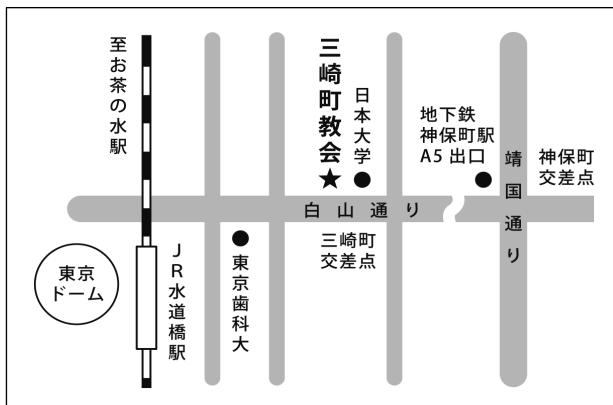 至お茶の水駅
三崎町教会
日本大学
地下鉄
神保町駅
A5 出口
靖国通り
神保町
交差点
白山通り
三崎町
交差点
東京
ドーム
JR水道橋駅
東京歯科大